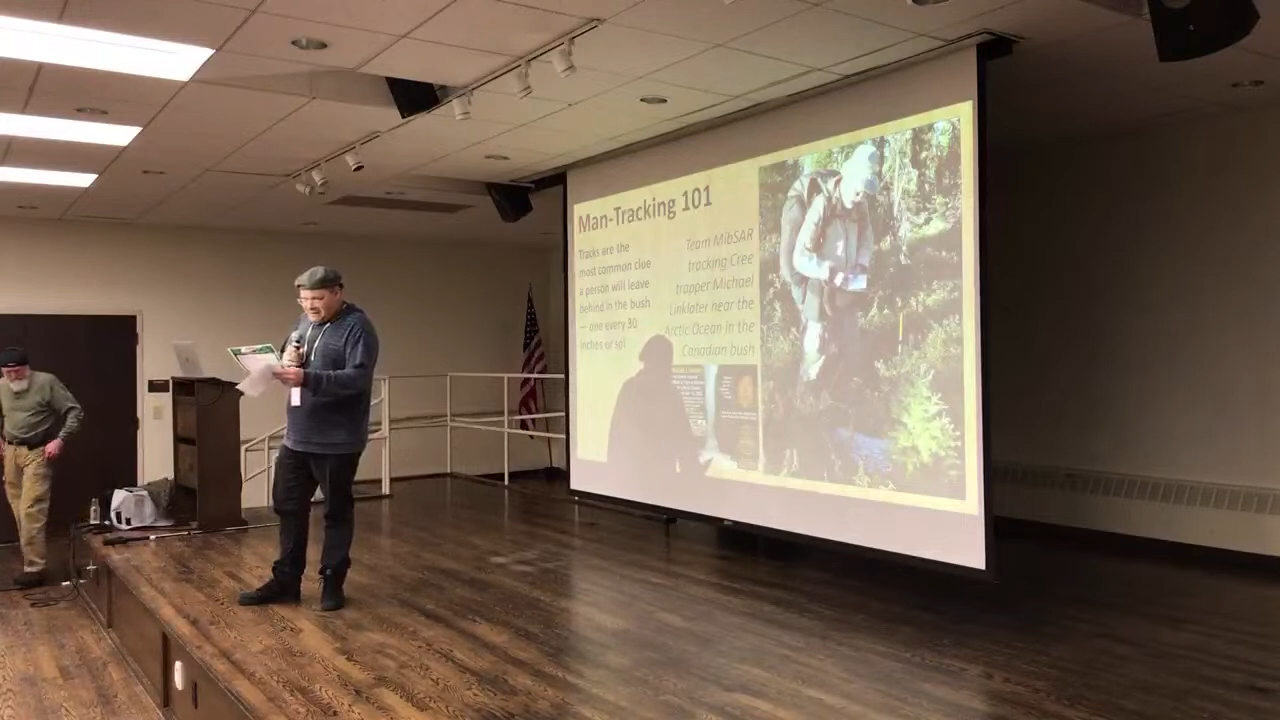 Man-Tracking 101
Tracks are the
most common clue
a person will leave
behind in the bush
— one every 30
inches or so!
Team MibSAR
tracking Cree
trapper Michael
Linklater near the
Arctic Ocean in the
Canadian bush